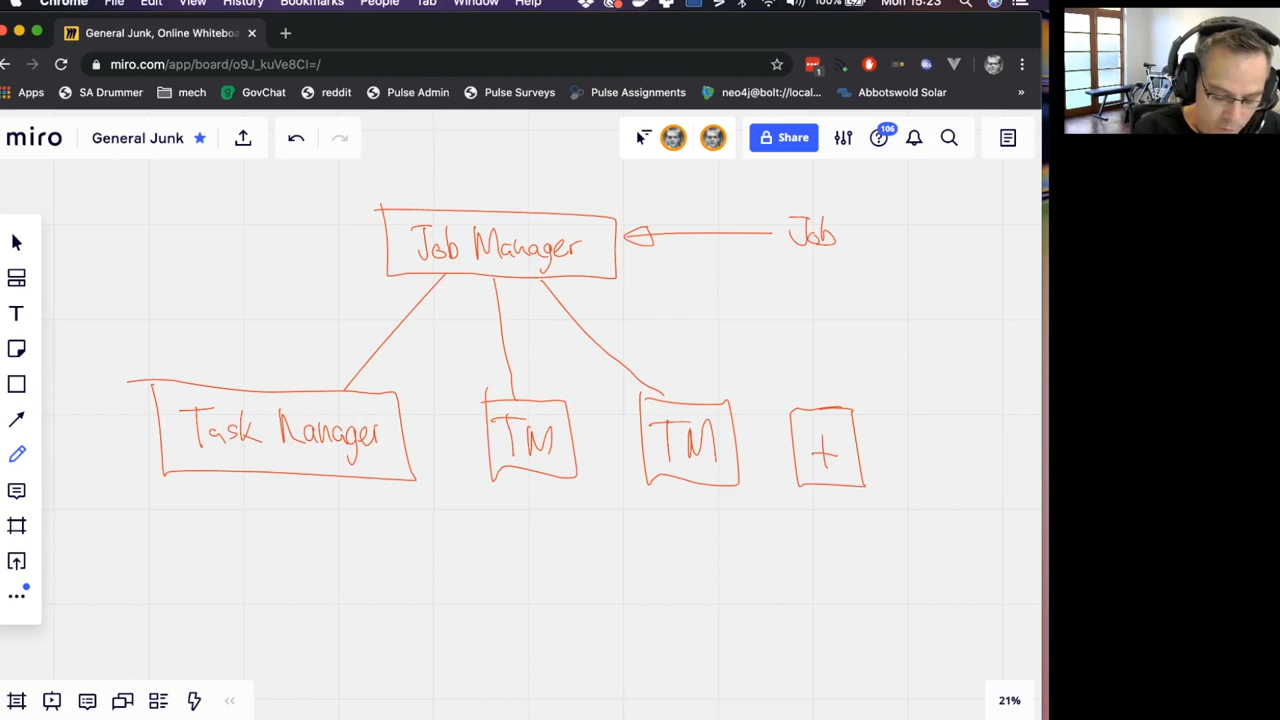 Chrome File Edit View History Bookmarks People Tab Window Help 100% Mon 15:23
General Junk, Online Whiteboa
miro.com/app/board/o9J_kuVe8CI=/
1
Apps SA Drummer mech GovChat reddit Pulse Admin Pulse Surveys Pulse Assignments neo4j@bolt://local... Abbotswold Solar »
miro General Junk Share 106
Job Manager Job
Task Manager TM TM +
21%